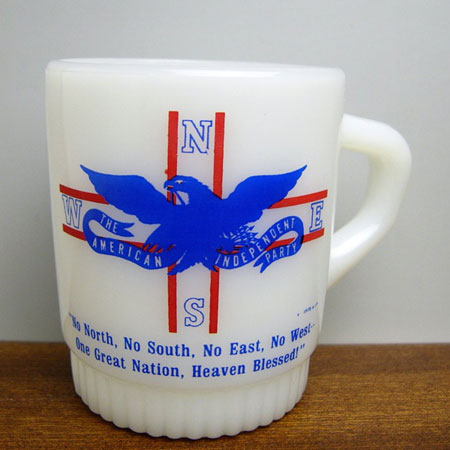 N
W
E
THE
AMERICAN
INDEPENDENT
PARTY
S
"No North, No South, No East, No West--
One Great Nation, Heaven Blessed!"